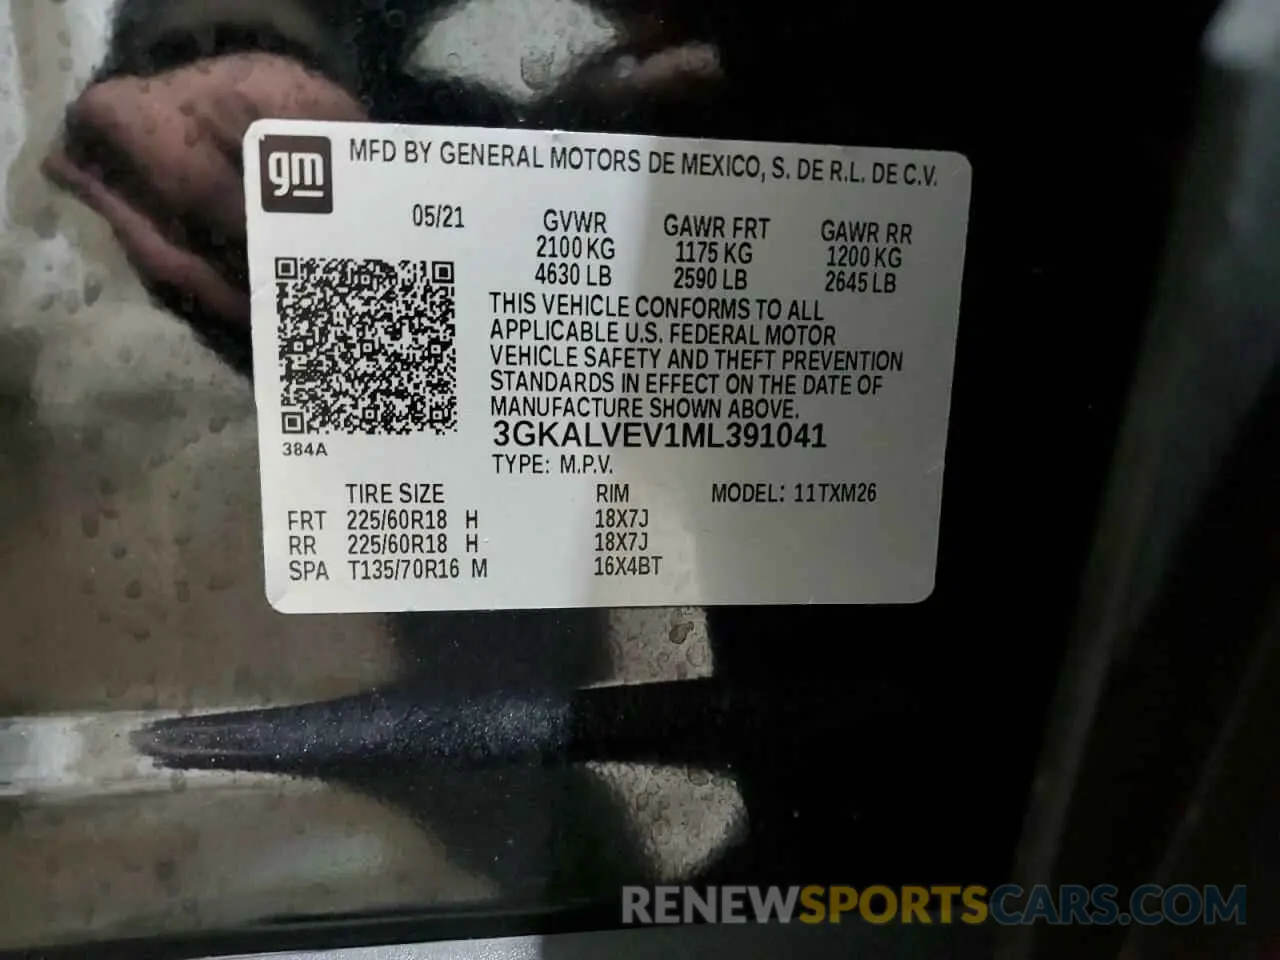 gm
MFD BY GENERAL MOTORS DE MEXICO, S. DE R.L. DE C.V.
05/21 GVWR GAWR FRT GAWR RR
2100 KG 1175 KG 1200 KG
4630 LB 2590 LB 2645 LB
THIS VEHICLE CONFORMS TO ALL
APPLICABLE U.S. FEDERAL MOTOR
VEHICLE SAFETY AND THEFT PREVENTION
STANDARDS IN EFFECT ON THE DATE OF
MANUFACTURE SHOWN ABOVE.
3GKALVEV1ML391041
384A
TYPE: M.P.V.
TIRE SIZE RIM MODEL: 11TXM26
FRT 225/60R18 H 18X7J
RR 225/60R18 H 18X7J
SPA T135/70R16 M 16X4BT
RENEWSPORTSCARS.COM